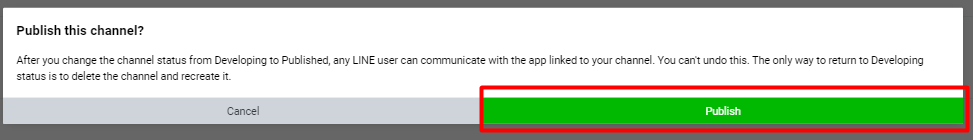 Publish this channel?
After you change the channel status from Developing to Published, any LINE user can communicate with the app linked to your channel. You can't undo this. The only way to return to Developing
status is to delete the channel and recreate it.
Cancel
Publish